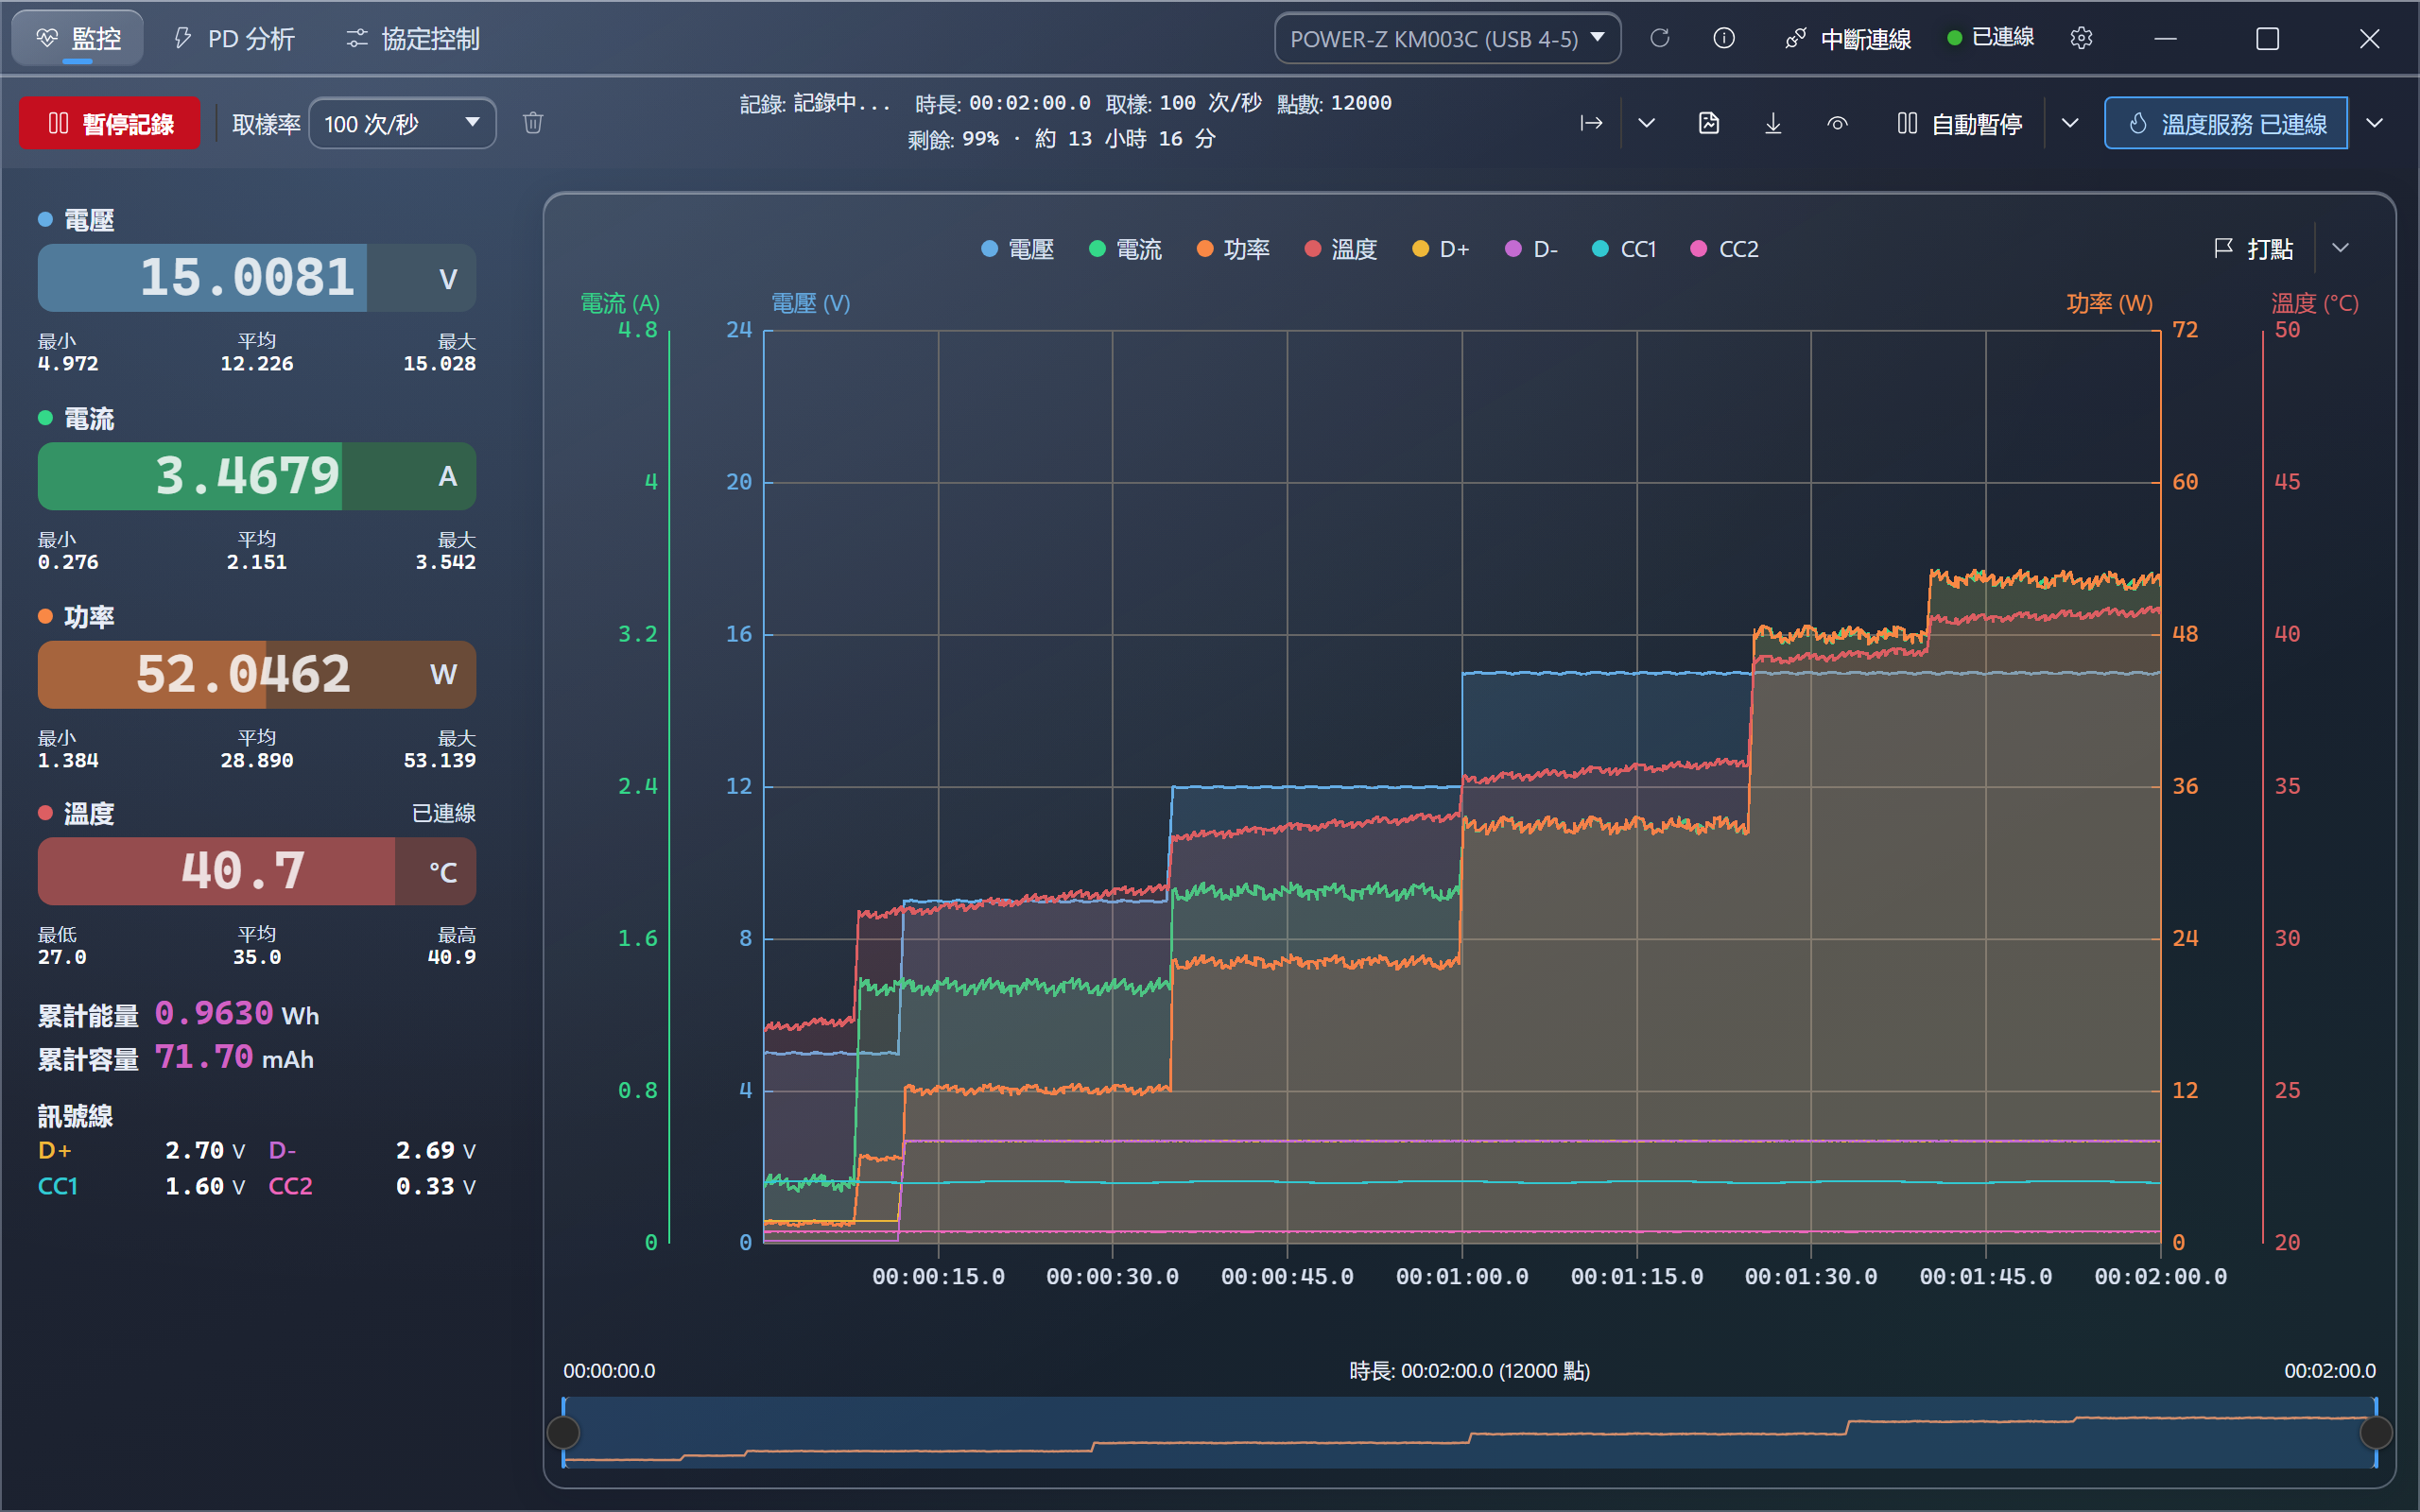 監控 PD 分析 協定控制 POWER-Z KM003C (USB 4-5) 中斷連線 已連線
暫停記錄 取樣率 100 次/秒 記錄: 記錄中... 時長: 00:02:00.0 取樣: 100 次/秒 點數: 12000 自動暫停 溫度服務 已連線
剩餘: 99% · 約 13 小時 16 分
電壓
15.0081 V
最小 平均 最大
4.972 12.226 15.028
電流
3.4679 A
最小 平均 最大
0.276 2.151 3.542
功率
52.0462 W
最小 平均 最大
1.384 28.890 53.139
溫度 已連線
40.7 °C
最低 平均 最高
27.0 35.0 40.9
累計能量 0.9630 Wh
累計容量 71.70 mAh
訊號線
D+ 2.70 V D- 2.69 V
CC1 1.60 V CC2 0.33 V
電壓 電流 功率 溫度 D+ D- CC1 CC2 打點
電流 (A) 電壓 (V) 功率 (W) 溫度 (°C)
4.8 24 72 50
4 20 60 45
3.2 16 48 40
2.4 12 36 35
1.6 8 24 30
0.8 4 12 25
0 0 0 20
00:00:15.0 00:00:30.0 00:00:45.0 00:01:00.0 00:01:15.0 00:01:30.0 00:01:45.0 00:02:00.0
00:00:00.0 時長: 00:02:00.0 (12000 點) 00:02:00.0